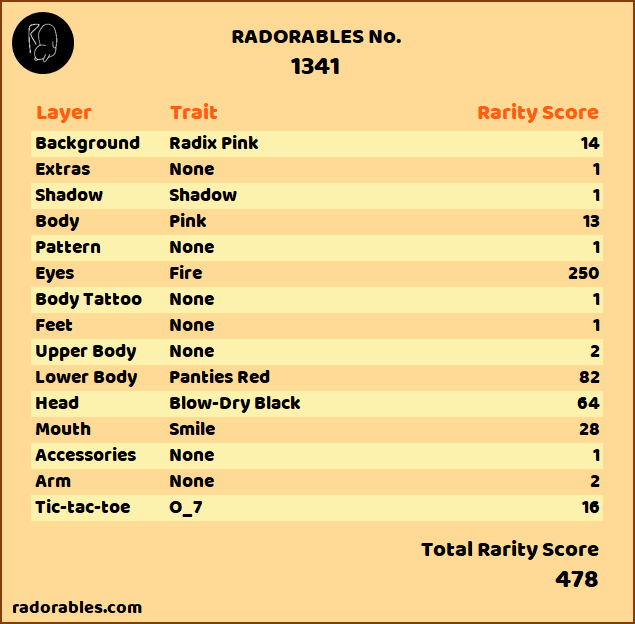 RADORABLES No.
1341
Layer Trait Rarity Score
Background Radix Pink 14
Extras None 1
Shadow Shadow 1
Body Pink 13
Pattern None 1
Eyes Fire 250
Body Tattoo None 1
Feet None 1
Upper Body None 2
Lower Body Panties Red 82
Head Blow-Dry Black 64
Mouth Smile 28
Accessories None 1
Arm None 2
Tic-tac-toe O_7 16
Total Rarity Score
478
radorables.com